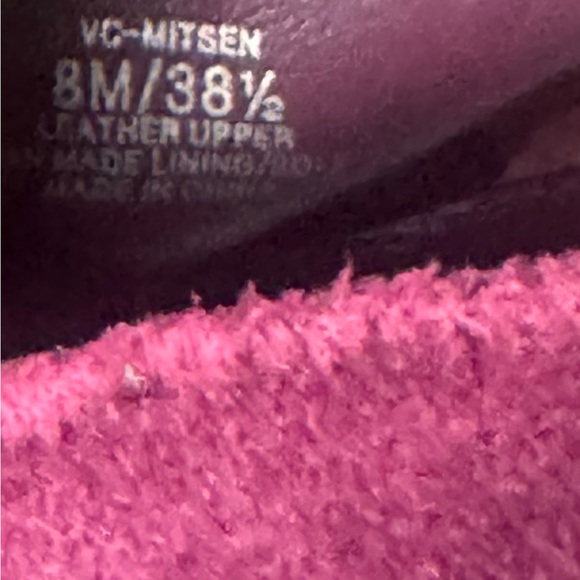 VC-MITSEN
8M/38½
LEATHER UPPER
MADE LINING/
MADE IN CHINA